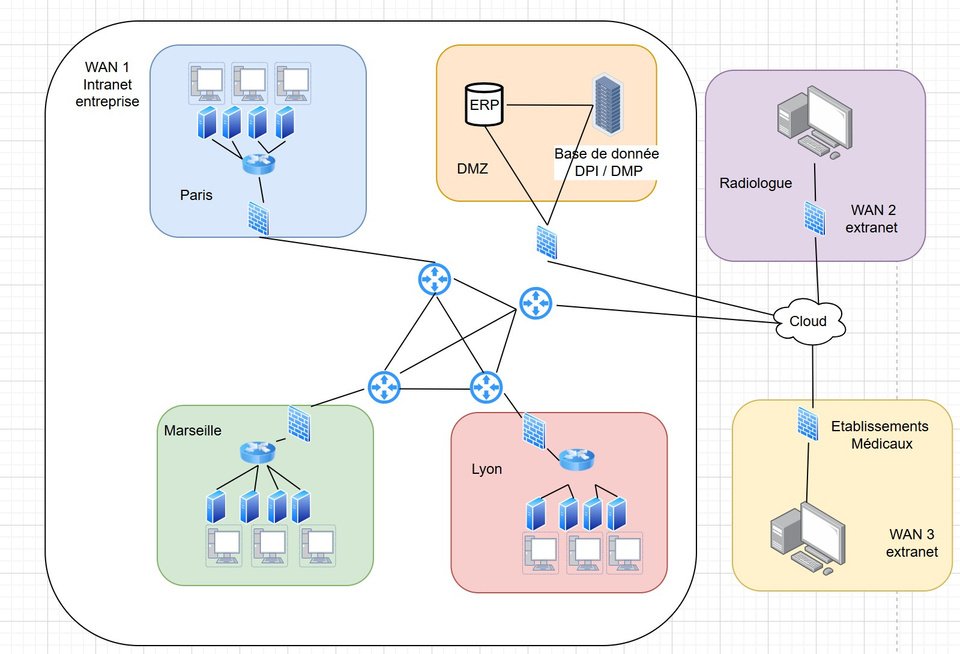 WAN 1
Intranet
entreprise
Paris
ERP
DMZ
Base de donnée
DPI / DMP
Radiologue
WAN 2
extranet
Cloud
Marseille
Lyon
Etablissements
Médicaux
WAN 3
extranet